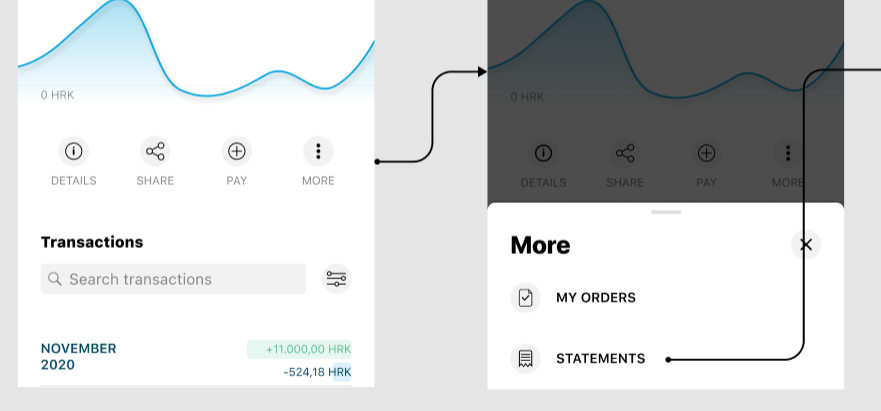 0 HRK
DETAILS
SHARE
PAY
MORE
Transactions
Search transactions
NOVEMBER
2020
+11.000,00 HRK
-524,18 HRK
0 HRK
DETAILS
SHARE
PAY
MORE
More
MY ORDERS
STATEMENTS